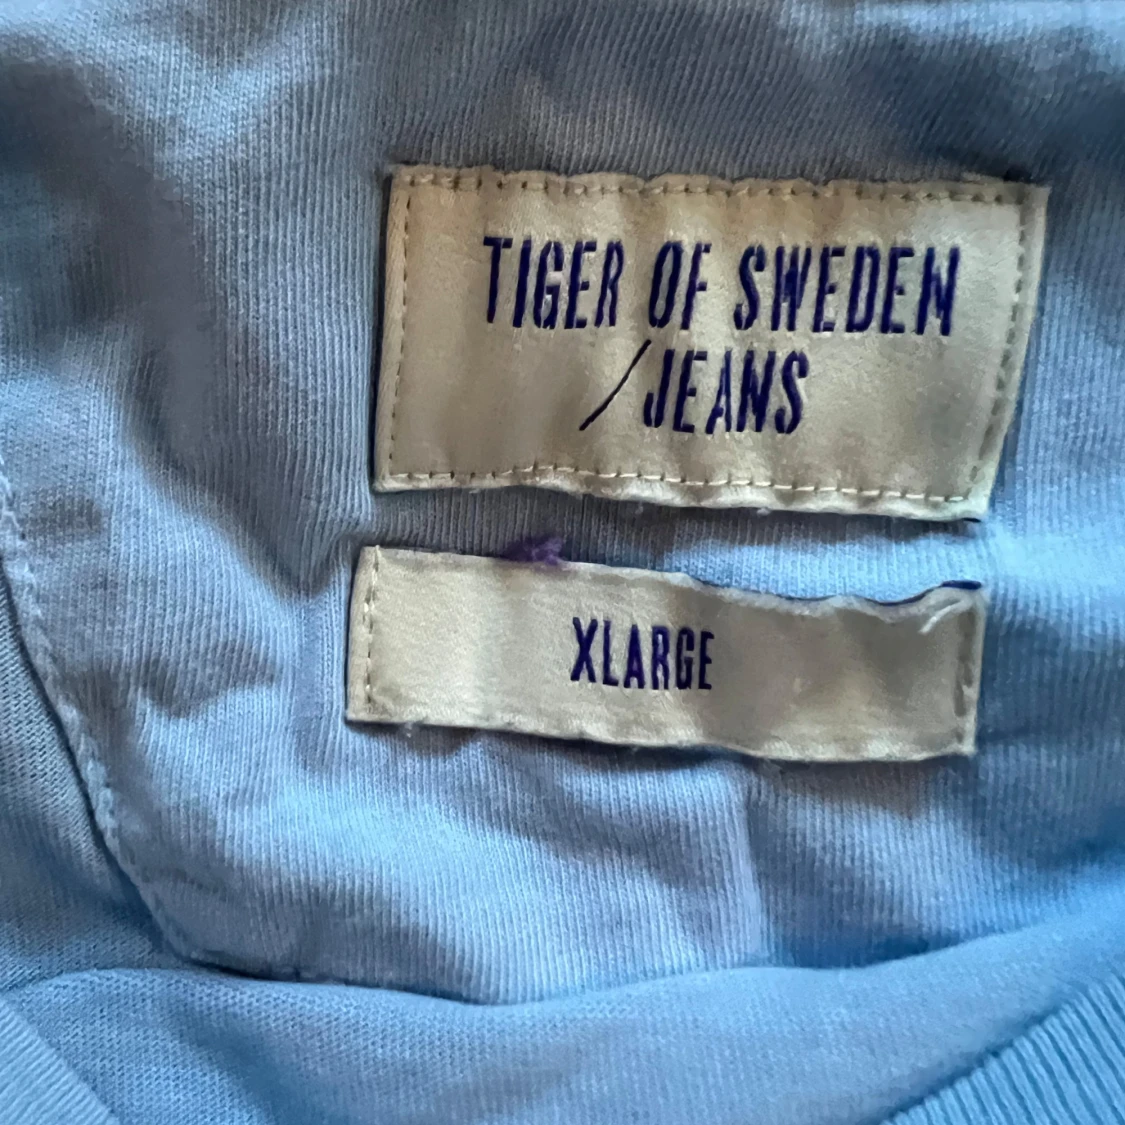 TIGER OF SWEDEN
/JEANS
XLARGE